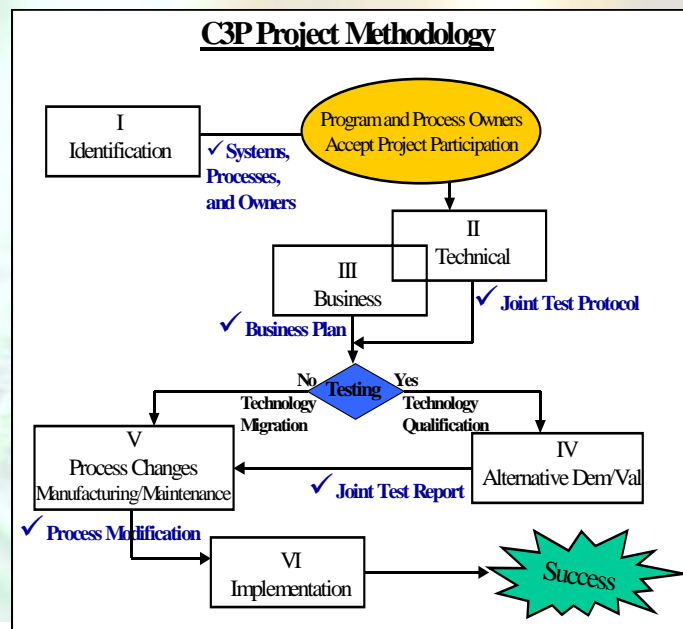 C3P Project Methodology
I
Identification
✓ Systems,
Processes,
and Owners
Program and Process Owners
Accept Project Participation
II
Technical
III
Business
✓ Joint Test Protocol
✓ Business Plan
Testing
No
Technology
Migration
Yes
Technology
Qualification
V
Process Changes
Manufacturing/Maintenance
IV
Alternative Dem/Val
✓ Joint Test Report
✓ Process Modification
VI
Implementation
Success